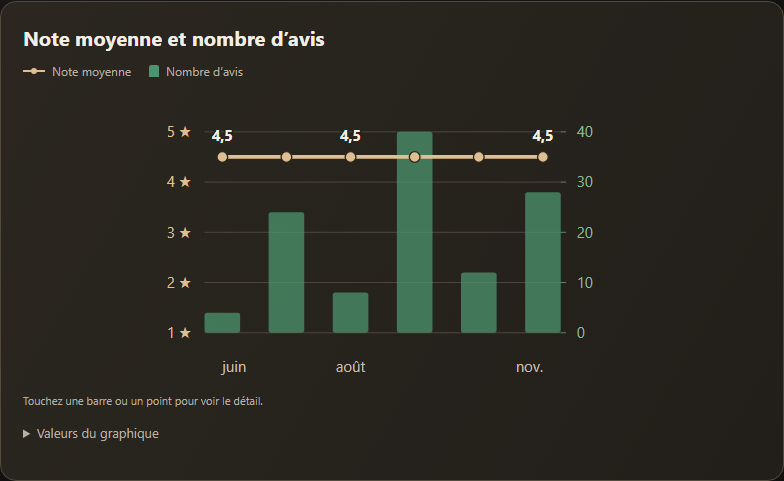 Note moyenne et nombre d’avis
Note moyenne Nombre d’avis
5 ★ 4,5 4,5 4,5 40
4 ★ 30
3 ★ 20
2 ★ 10
1 ★ 0
juin août nov.
Touchez une barre ou un point pour voir le détail.
▶ Valeurs du graphique